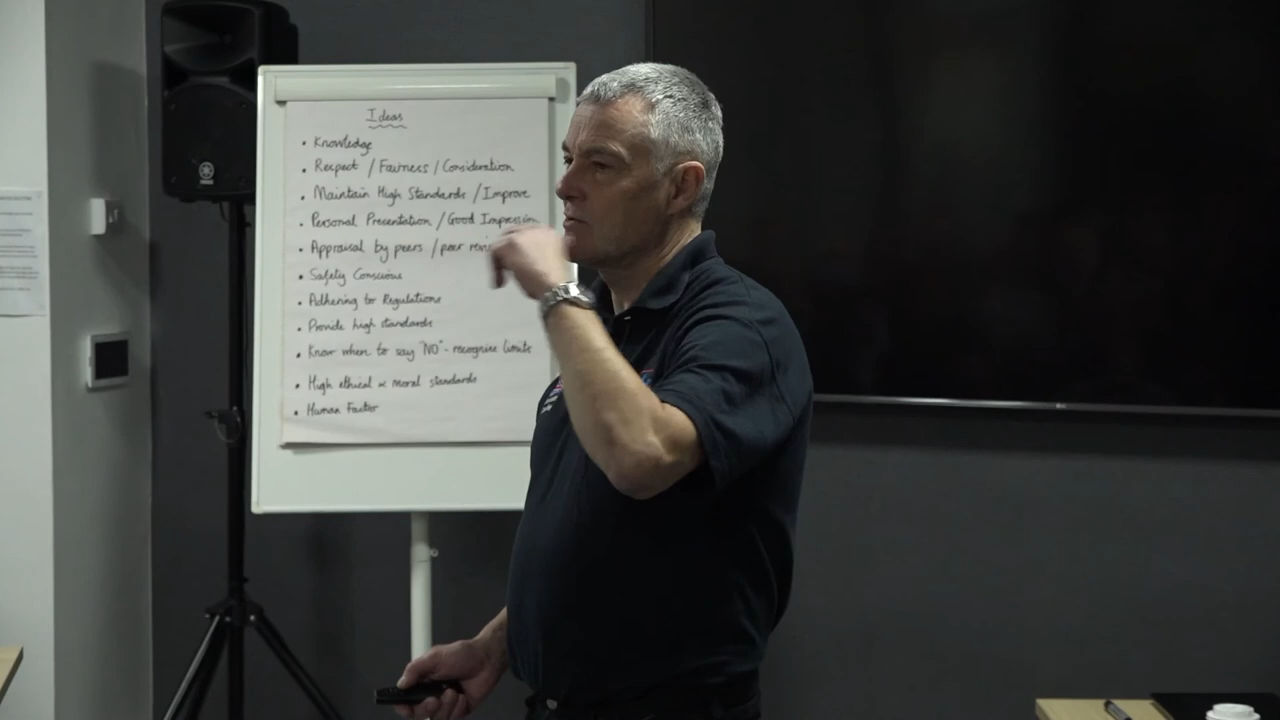 Ideas
• Knowledge
• Respect / Fairness / Consideration
• Maintain High Standards / Improve
• Personal Presentation / Good Impression
• Appraisal by peers / peer
• Safety Conscious
• Adhering to Regulations
• Provide high standards
• Know when to say "NO" - recognise limits
• High ethical & moral standards
• Human Factor